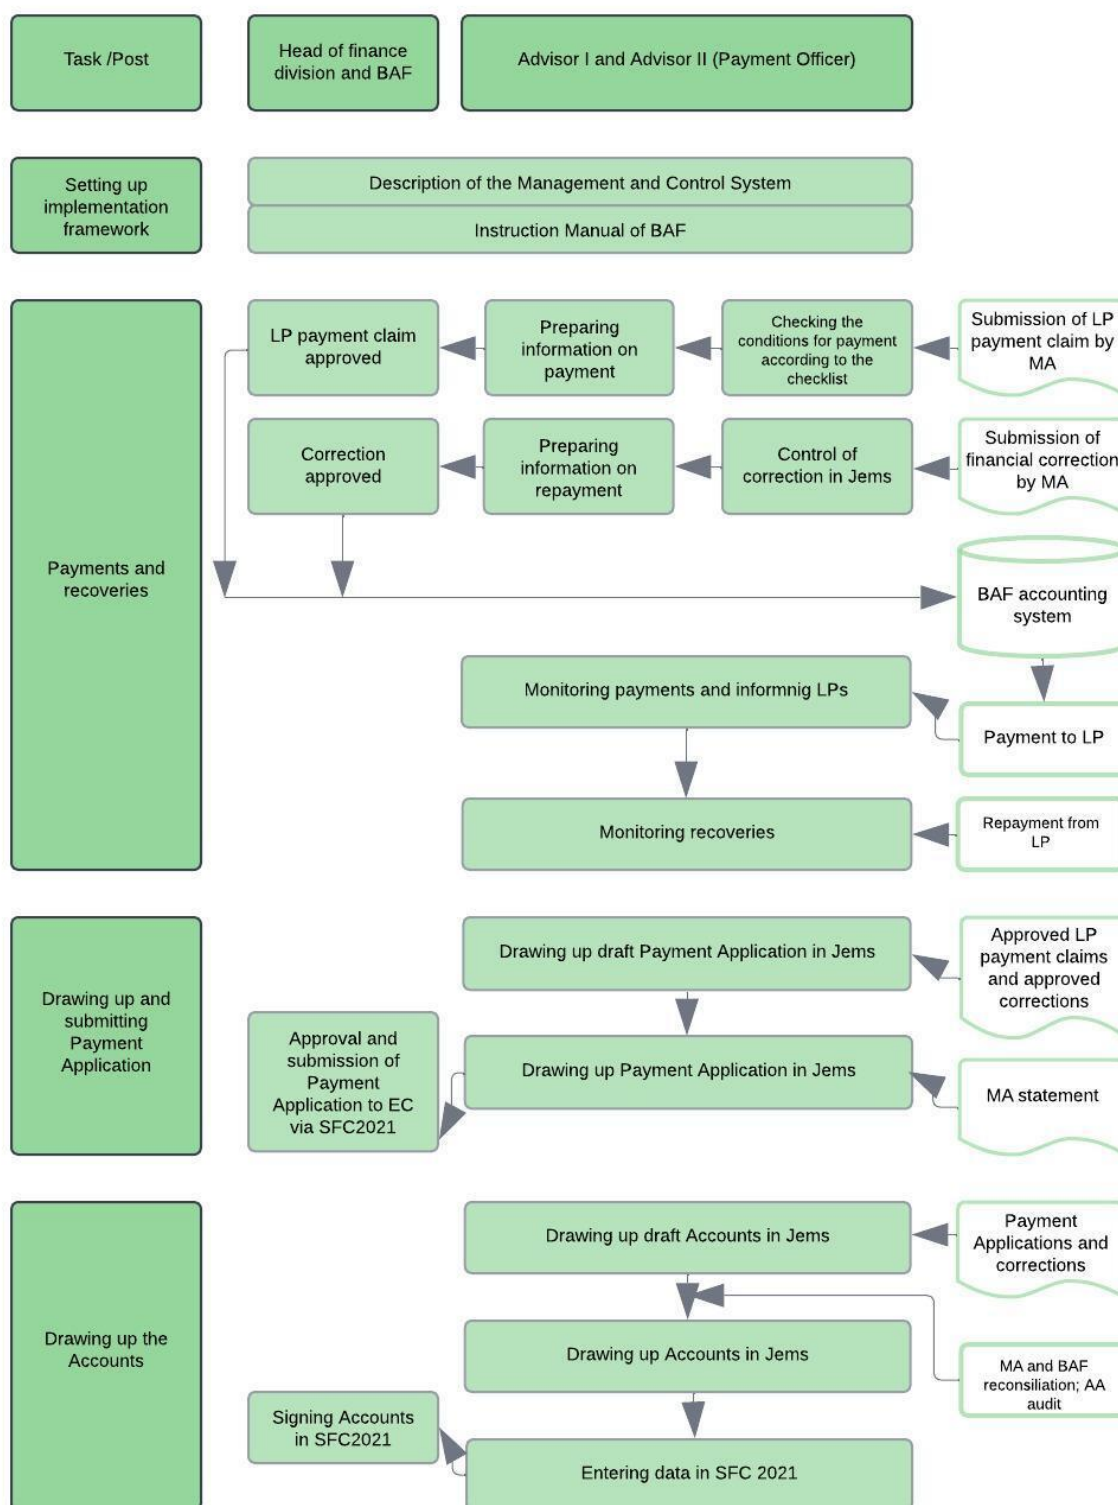 Task /Post
Head of finance
division and BAF
Advisor I and Advisor II (Payment Officer)
Setting up
implementation
framework
Description of the Management and Control System
Instruction Manual of BAF
Payments and
recoveries
LP payment claim
approved
Preparing
information on
payment
Checking the
conditions for payment
according to the
checklist
Submission of LP
payment claim by
MA
Correction
approved
Preparing
information on
repayment
Control of
correction in Jems
Submission of
financial correction
by MA
BAF accounting
system
Monitoring payments and informnig LPs
Payment to LP
Monitoring recoveries
Repayment from
LP
Drawing up and
submitting
Payment
Application
Drawing up draft Payment Application in Jems
Approved LP
payment claims
and approved
corrections
Approval and
submission of
Payment
Application to EC
via SFC2021
Drawing up Payment Application in Jems
MA statement
Drawing up the
Accounts
Drawing up draft Accounts in Jems
Payment
Applications and
corrections
Drawing up Accounts in Jems
MA and BAF
reconsiliation; AA
audit
Signing Accounts
in SFC2021
Entering data in SFC 2021